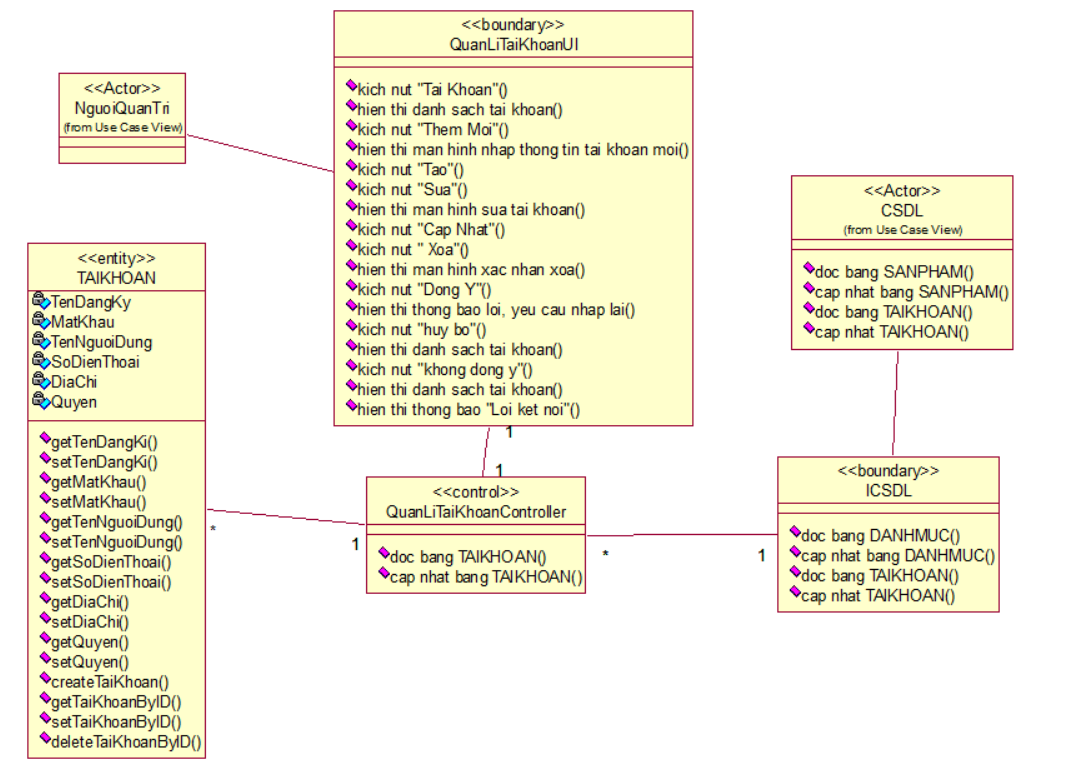 <<boundary>>
QuanLiTaiKhoanUI
kich nut "Tai Khoan"()
hien thi danh sach tai khoan()
kich nut "Them Moi"()
hien thi man hinh nhap thong tin tai khoan moi()
kich nut "Tao"()
kich nut "Sua"()
hien thi man hinh sua tai khoan()
kich nut "Cap Nhat"()
kich nut " Xoa"()
hien thi man hinh xac nhan xoa()
kich nut "Dong Y"()
hien thi thong bao loi, yeu cau nhap lai()
kich nut "huy bo"()
hien thi danh sach tai khoan()
kich nut "khong dong y"()
hien thi danh sach tai khoan()
hien thi thong bao "Loi ket noi"()
<<Actor>>
NguoiQuanTri
(from Use Case View)
<<Actor>>
CSDL
(from Use Case View)
doc bang SANPHAM()
cap nhat bang SANPHAM()
doc bang TAIKHOAN()
cap nhat TAIKHOAN()
<<entity>>
TAIKHOAN
TenDangKy
MatKhau
TenNguoiDung
SoDienThoai
DiaChi
Quyen
getTenDangKi()
setTenDangKi()
getMatKhau()
setMatKhau()
getTenNguoiDung()
setTenNguoiDung()
getSoDienThoai()
setSoDienThoai()
getDiaChi()
setDiaChi()
getQuyen()
setQuyen()
createTaiKhoan()
getTaiKhoanByID()
setTaiKhoanByID()
deleteTaiKhoanByID()
1
1
<<control>>
QuanLiTaiKhoanController
doc bang TAIKHOAN()
cap nhat bang TAIKHOAN()
*
1
*
1
<<boundary>>
ICSDL
doc bang DANHMUC()
cap nhat bang DANHMUC()
doc bang TAIKHOAN()
cap nhat TAIKHOAN()